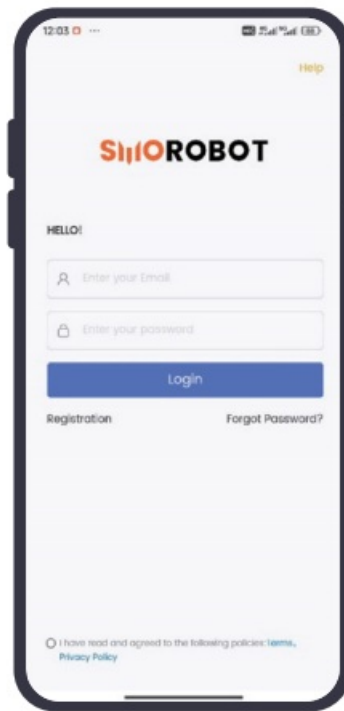 12:03
Help
SMOROBOT
HELLO!
Enter your Email
Enter your password
Login
Registration
Forgot Password?
I have read and agreed to the following policies: Terms,
Privacy Policy